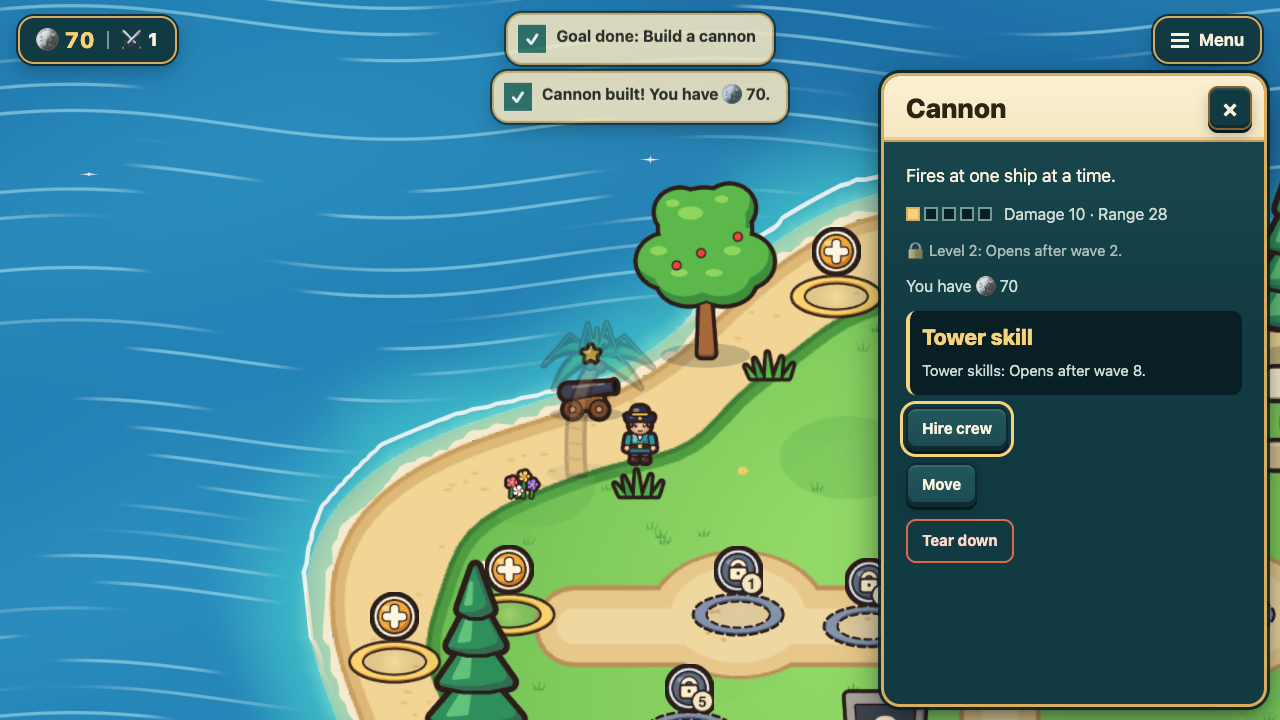 70 | 1
Goal done: Build a cannon
Cannon built! You have 70.
Menu
Cannon
Fires at one ship at a time.
Damage 10 · Range 28
Level 2: Opens after wave 2.
You have 70
Tower skill
Tower skills: Opens after wave 8.
Hire crew
Move
Tear down
1
5